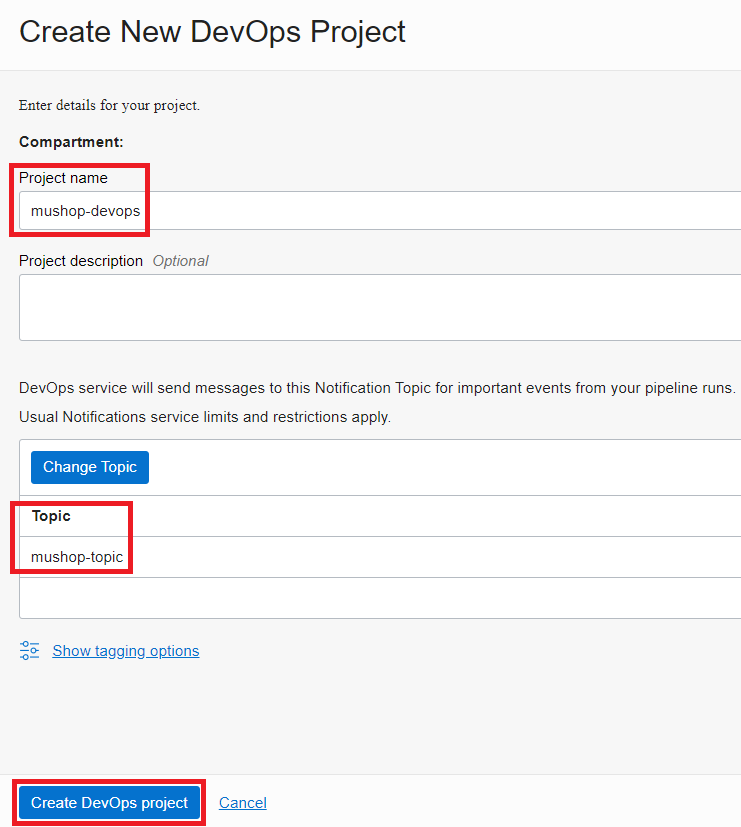 Create New DevOps Project
Enter details for your project.
Compartment:
Project name
mushop-devops
Project description Optional
DevOps service will send messages to this Notification Topic for important events from your pipeline runs.
Usual Notifications service limits and restrictions apply.
Change Topic
Topic
mushop-topic
Show tagging options
Create DevOps project Cancel